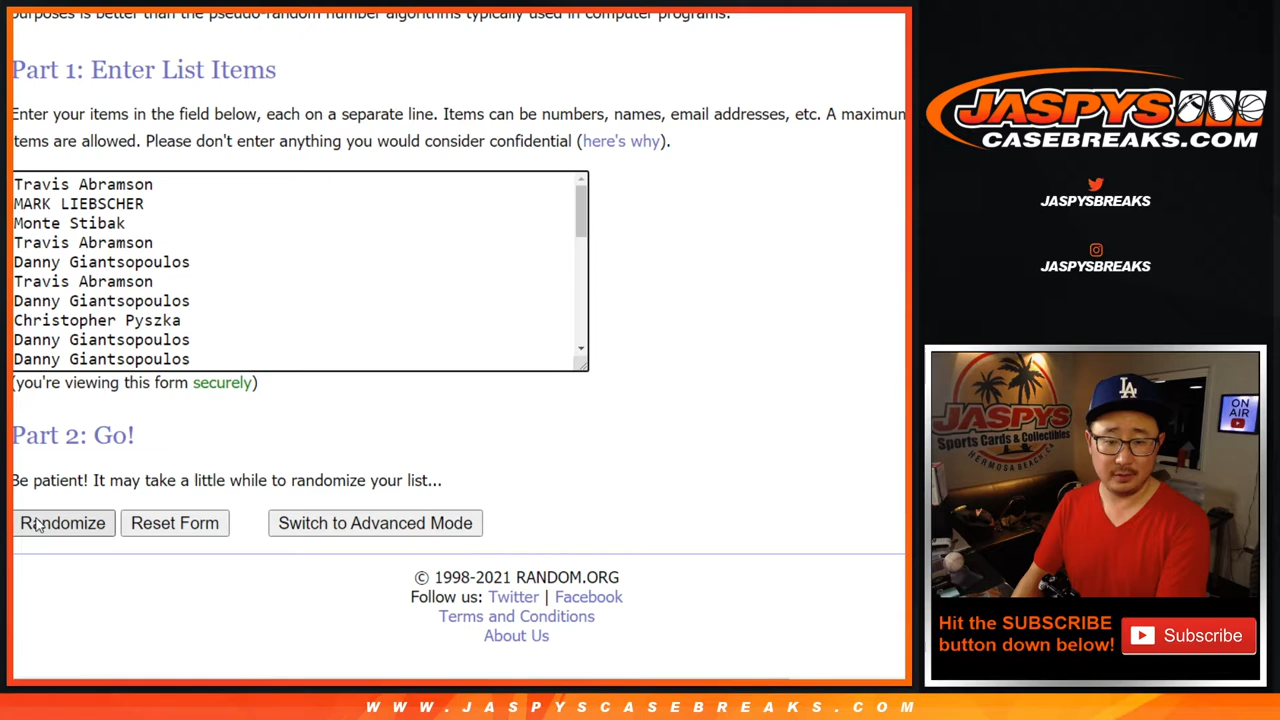 purposes is better than the pseudo-random number algorithms typically used in computer programs.
Part 1: Enter List Items
Enter your items in the field below, each on a separate line. Items can be numbers, names, email addresses, etc. A maximum
items are allowed. Please don't enter anything you would consider confidential (here's why).
Travis Abramson
MARK LIEBSCHER
Monte Stibak
Travis Abramson
Danny Giantsopoulos
Travis Abramson
Danny Giantsopoulos
Christopher Pyszka
Danny Giantsopoulos
Danny Giantsopoulos
(you're viewing this form securely)
Part 2: Go!
Be patient! It may take a little while to randomize your list...
Randomize Reset Form Switch to Advanced Mode
© 1998-2021 RANDOM.ORG
Follow us: Twitter | Facebook
Terms and Conditions
About Us
JASPYS
CASEBREAKS.COM
JASPYSBREAKS
JASPYSBREAKS
JASPYS
Sports Cards & Collectibles
HERMOSA BEACH, CA
LA
ON
AIR
Hit the SUBSCRIBE
button down below!
Subscribe
WWW.JASPYSCASEBREAKS.COM